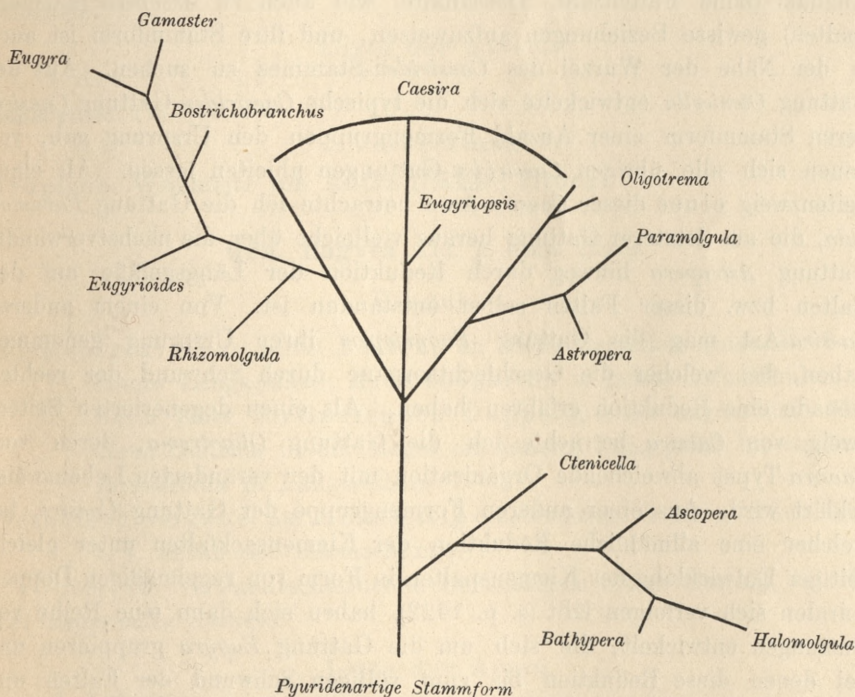 Gamaster
Eugyra
Caesira
Bostrichobranchus
Oligotrema
Eugyriopsis
Paramolgula
Eugyrioides
Rhizomolgula
Astropera
Ctenicella
Ascopera
Bathypera
Halomolgula
Pyuridenartige Stammform